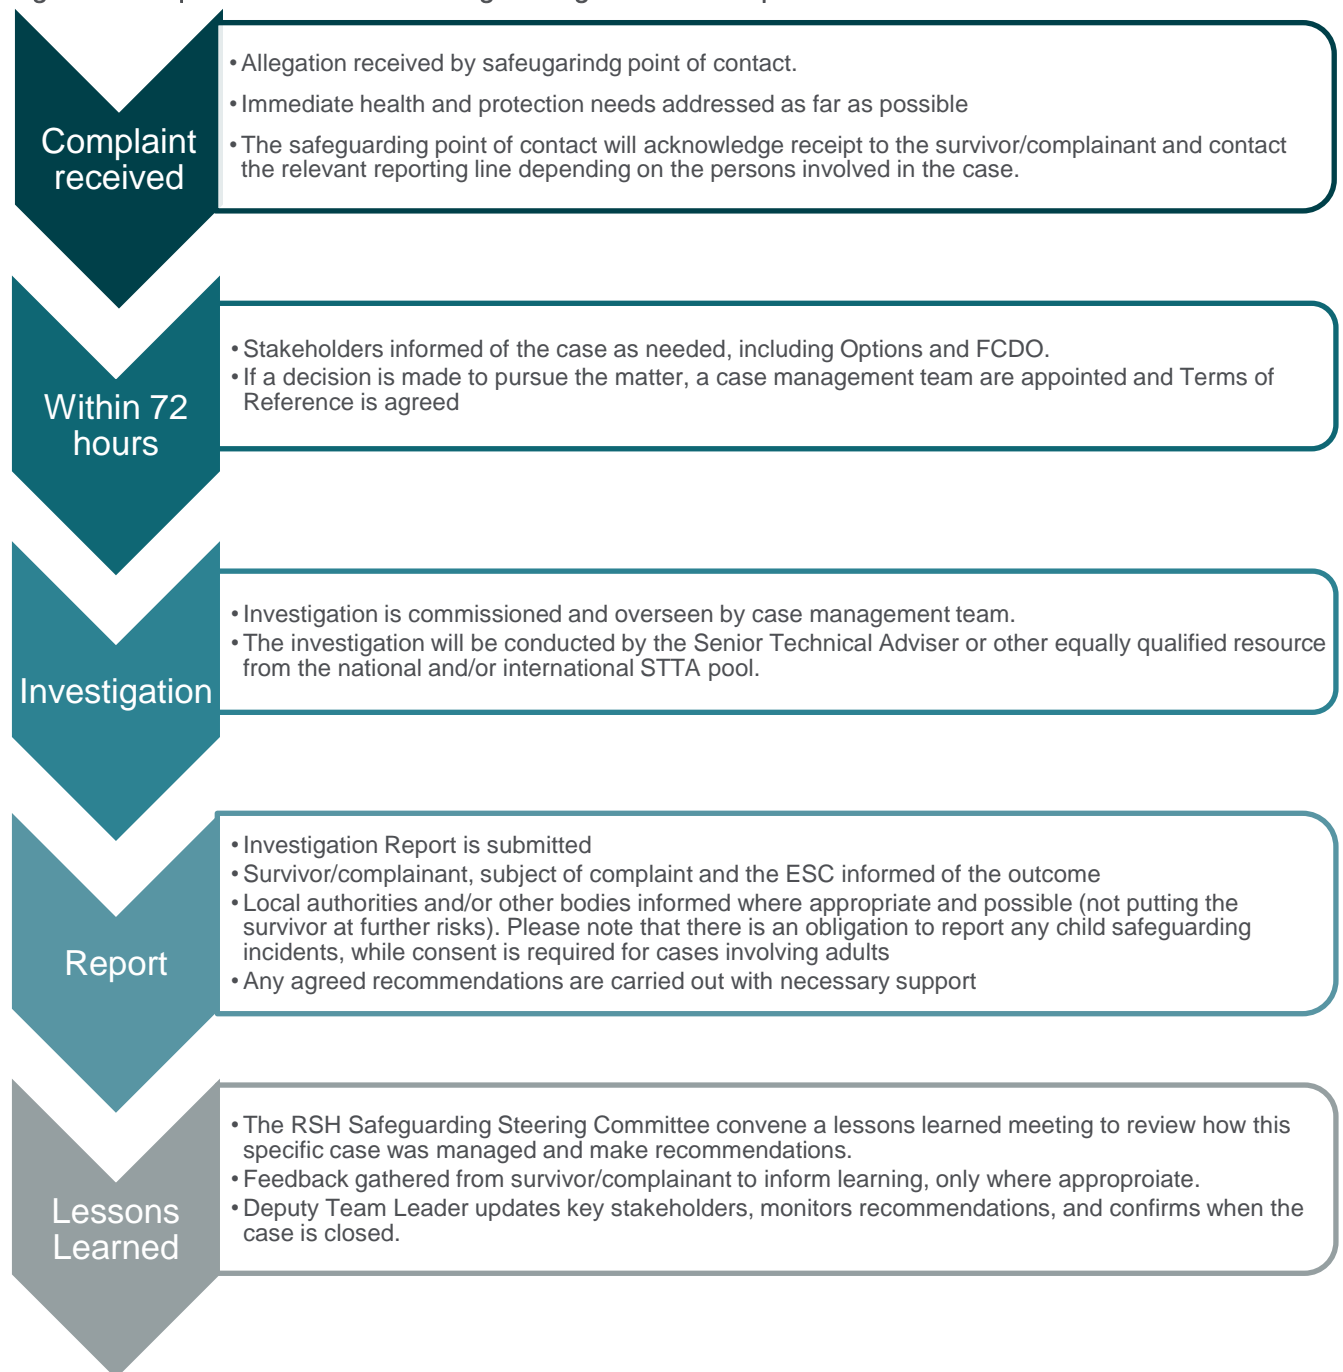 Complaint
received
• Allegation received by safeugarindg point of contact.
• Immediate health and protection needs addressed as far as possible
• The safeguarding point of contact will acknowledge receipt to the survivor/complainant and contact
the relevant reporting line depending on the persons involved in the case.
Within 72
hours
• Stakeholders informed of the case as needed, including Options and FCDO.
• If a decision is made to pursue the matter, a case management team are appointed and Terms of
Reference is agreed
Investigation
• Investigation is commissioned and overseen by case management team.
• The investigation will be conducted by the Senior Technical Adviser or other equally qualified resource
from the national and/or international STTA pool.
Report
• Investigation Report is submitted
• Survivor/complainant, subject of complaint and the ESC informed of the outcome
• Local authorities and/or other bodies informed where appropriate and possible (not putting the
survivor at further risks). Please note that there is an obligation to report any child safeguarding
incidents, while consent is required for cases involving adults
• Any agreed recommendations are carried out with necessary support
Lessons
Learned
• The RSH Safeguarding Steering Committee convene a lessons learned meeting to review how this
specific case was managed and make recommendations.
• Feedback gathered from survivor/complainant to inform learning, only where approproiate.
• Deputy Team Leader updates key stakeholders, monitors recommendations, and confirms when the
case is closed.